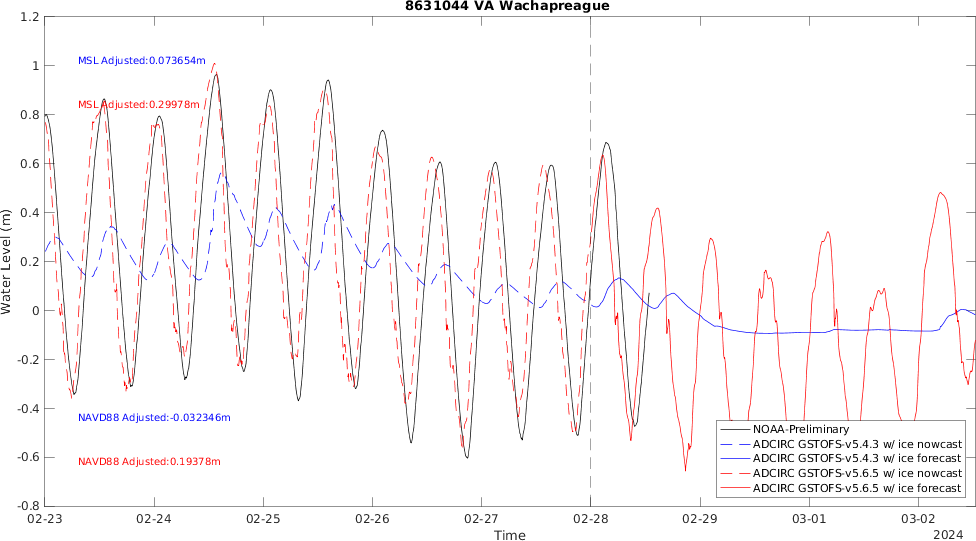 8631044 VA Wachapreague
Water Level (m)
1.2
1
0.8
0.6
0.4
0.2
0
-0.2
-0.4
-0.6
-0.8
MSL Adjusted:0.073654m
MSL Adjusted:0.29978m
NAVD88 Adjusted:-0.032346m
NAVD88 Adjusted:0.19378m
NOAA-Preliminary
ADCIRC GSTOFS-v5.4.3 w/ ice nowcast
ADCIRC GSTOFS-v5.4.3 w/ ice forecast
ADCIRC GSTOFS-v5.6.5 w/ ice nowcast
ADCIRC GSTOFS-v5.6.5 w/ ice forecast
02-23 02-24 02-25 02-26 02-27 02-28 02-29 03-01 03-02
Time
2024